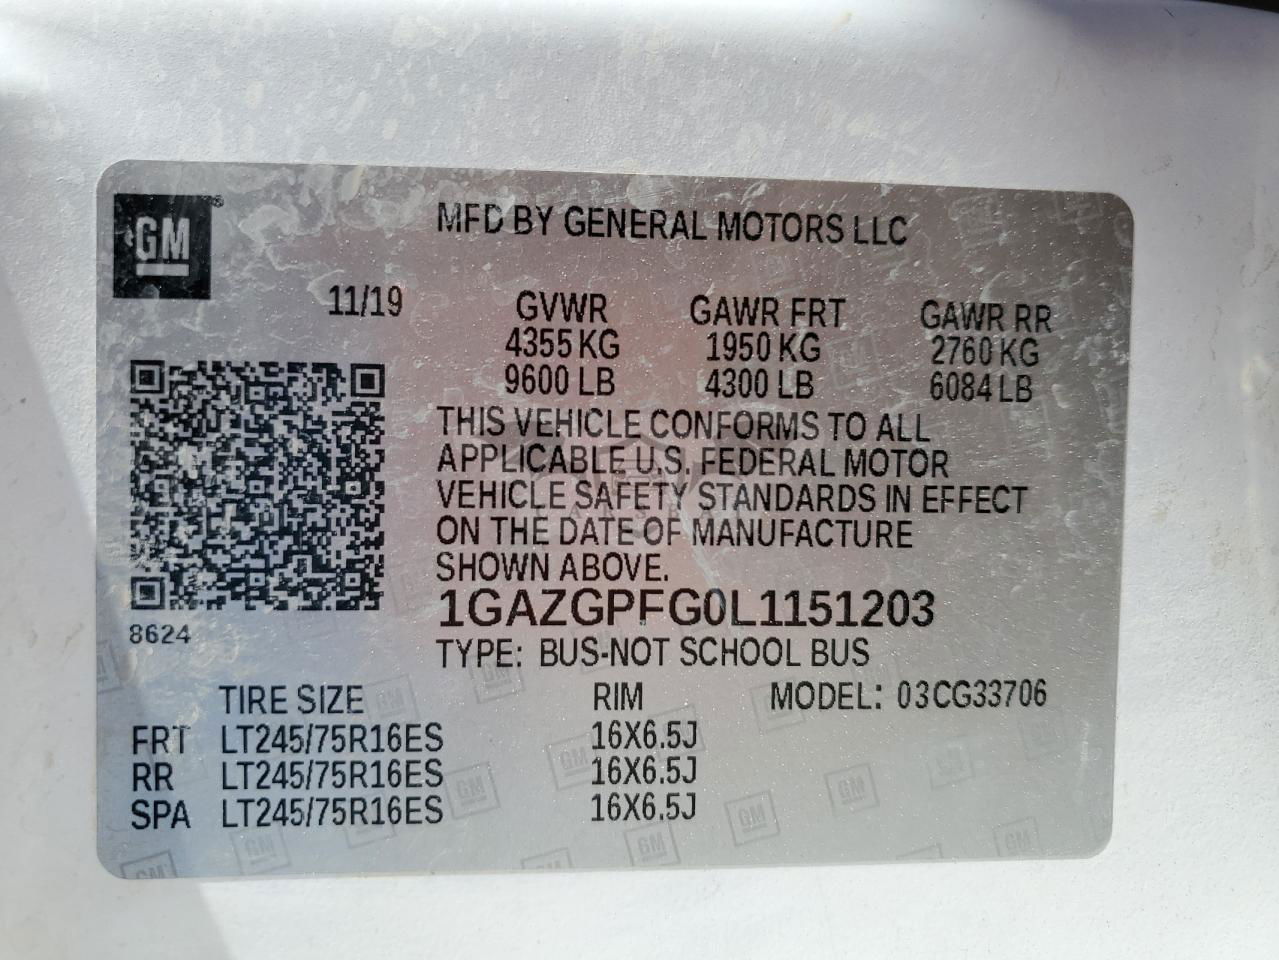 GM
MFD BY GENERAL MOTORS LLC
11/19 GVWR GAWR FRT GAWR RR
4355 KG 1950 KG 2760 KG
9600 LB 4300 LB 6084 LB
THIS VEHICLE CONFORMS TO ALL
APPLICABLE U.S. FEDERAL MOTOR
VEHICLE SAFETY STANDARDS IN EFFECT
ON THE DATE OF MANUFACTURE
SHOWN ABOVE.
1GAZGPFG0L1151203
8624
TYPE: BUS-NOT SCHOOL BUS
TIRE SIZE RIM MODEL: 03CG33706
FRT LT245/75R16ES 16X6.5J
RR LT245/75R16ES 16X6.5J
SPA LT245/75R16ES 16X6.5J